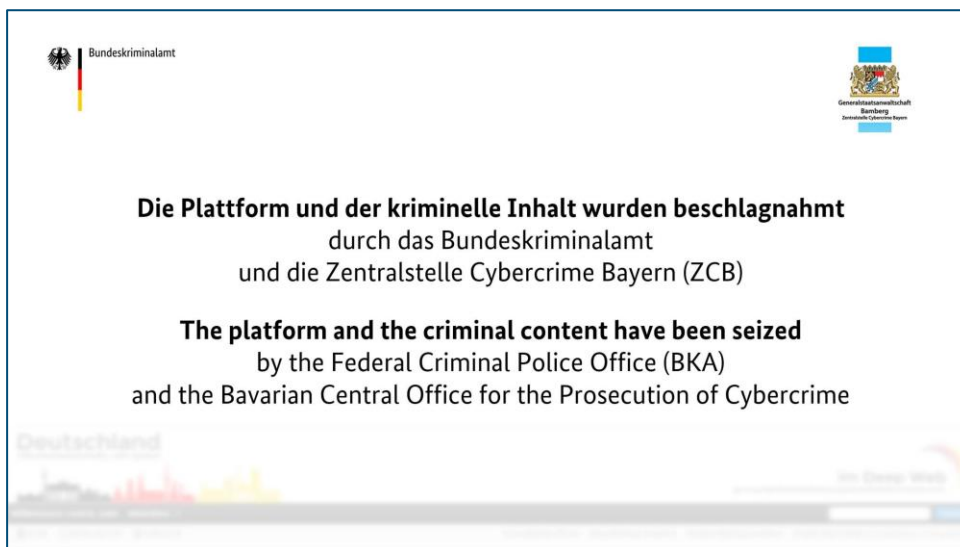 Bundeskriminalamt
Generalstaatsanwaltschaft
Bamberg
Zentralstelle Cybercrime Bayern
Die Plattform und der kriminelle Inhalt wurden beschlagnahmt
durch das Bundeskriminalamt
und die Zentralstelle Cybercrime Bayern (ZCB)
The platform and the criminal content have been seized
by the Federal Criminal Police Office (BKA)
and the Bavarian Central Office for the Prosecution of Cybercrime
Deutschland
Im Deep Web